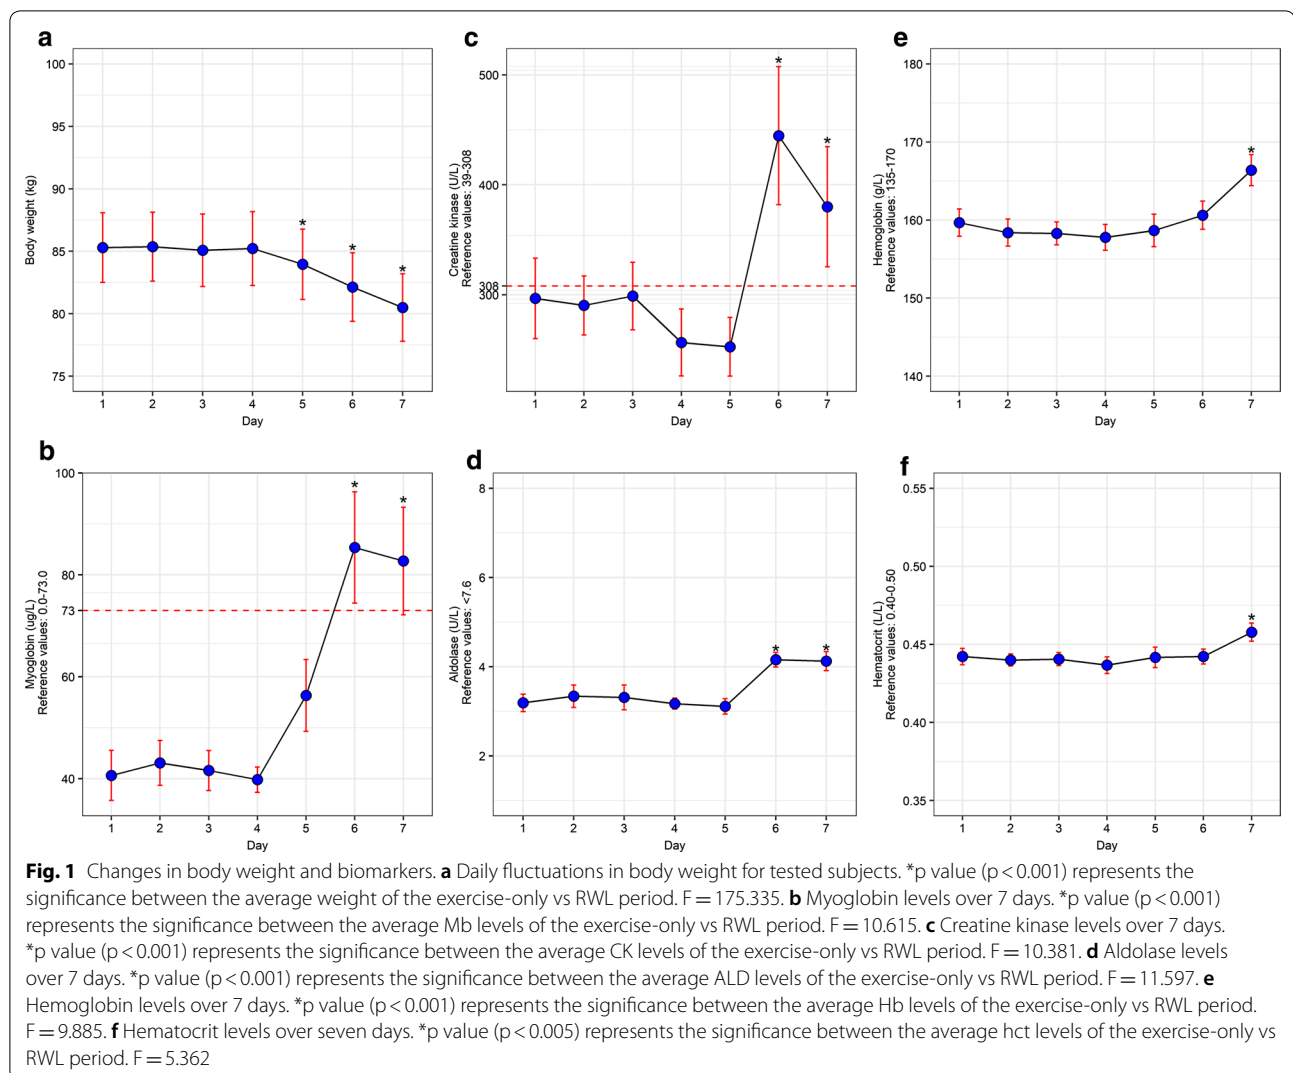 a
100
95
90
85
80
75
Body weight (kg)
1 2 3 4 5 6 7
Day
* * *
c
500
400
308
300
Creatine kinase (U/L)
Reference values: 39-308
1 2 3 4 5 6 7
Day
* *
e
180
170
160
150
140
Hemoglobin (g/L)
Reference values: 135-170
1 2 3 4 5 6 7
Day
*
b
100
80
73
60
40
Myoglobin (ug/L)
Reference values: 0.0-73.0
1 2 3 4 5 6 7
Day
* *
d
8
6
4
2
Aldolase (U/L)
Reference values: <7.6
1 2 3 4 5 6 7
Day
* *
f
0.55
0.50
0.45
0.40
0.35
Hematocrit (L/L)
Reference values: 0.40-0.50
1 2 3 4 5 6 7
Day
*
Fig. 1 Changes in body weight and biomarkers. a Daily fluctuations in body weight for tested subjects. *p value (p < 0.001) represents the
significance between the average weight of the exercise-only vs RWL period. F = 175.335. b Myoglobin levels over 7 days. *p value (p < 0.001)
represents the significance between the average Mb levels of the exercise-only vs RWL period. F = 10.615. c Creatine kinase levels over 7 days.
*p value (p < 0.001) represents the significance between the average CK levels of the exercise-only vs RWL period. F = 10.381. d Aldolase levels
over 7 days. *p value (p < 0.001) represents the significance between the average ALD levels of the exercise-only vs RWL period. F = 11.597. e
Hemoglobin levels over 7 days. *p value (p < 0.001) represents the significance between the average Hb levels of the exercise-only vs RWL period.
F = 9.885. f Hematocrit levels over seven days. *p value (p < 0.005) represents the significance between the average hct levels of the exercise-only vs
RWL period. F = 5.362